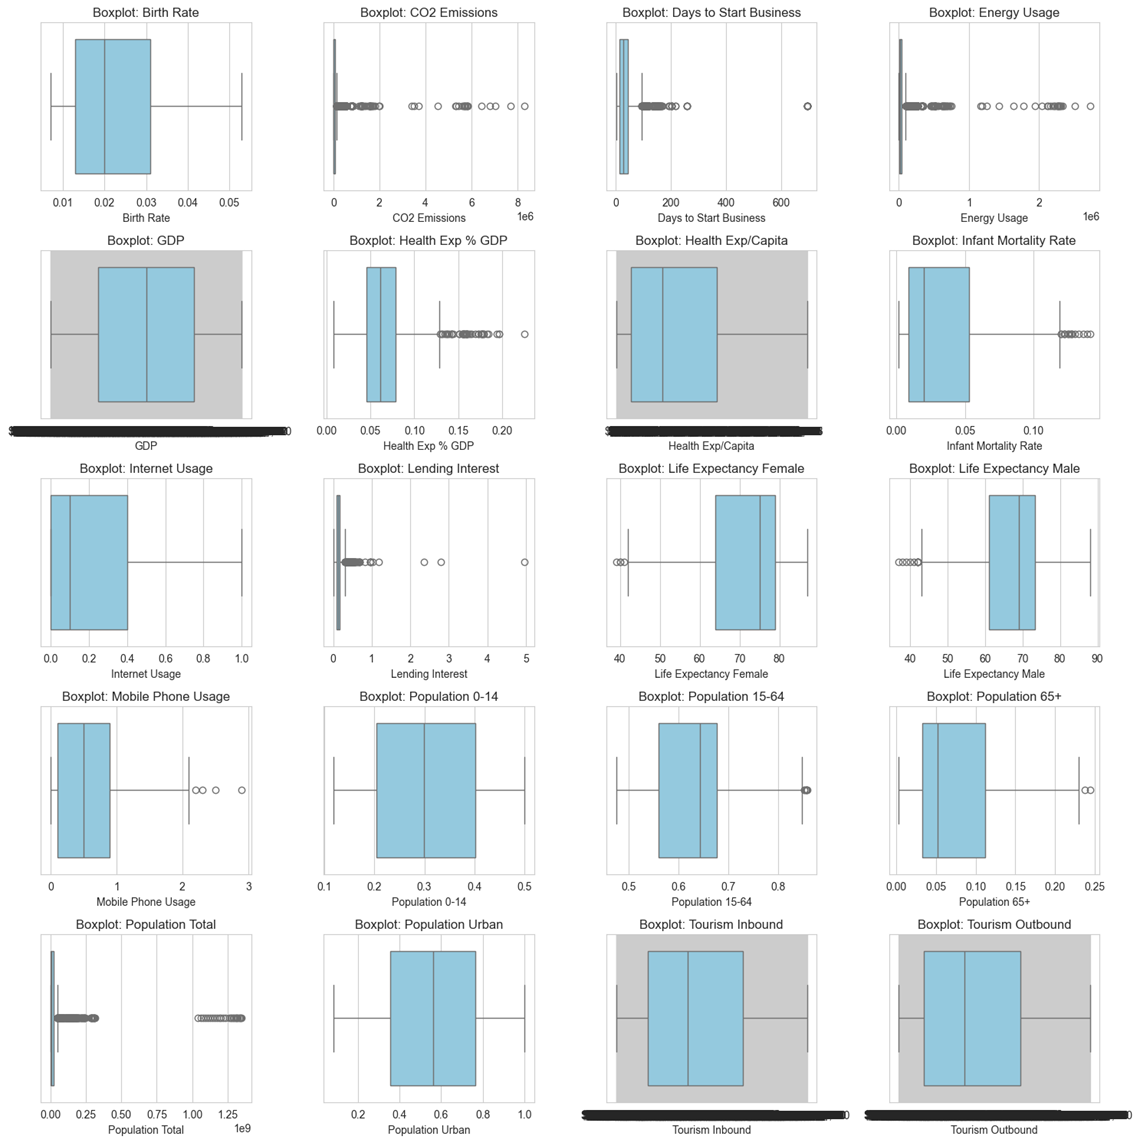 Boxplot: Birth Rate
0.01 0.02 0.03 0.04 0.05
Birth Rate
Boxplot: CO2 Emissions
0 2 4 6 8
1e6
CO2 Emissions
Boxplot: Days to Start Business
0 200 400 600
Days to Start Business
Boxplot: Energy Usage
0 1 2
1e6
Energy Usage
Boxplot: GDP
GDP
Boxplot: Health Exp % GDP
0.00 0.05 0.10 0.15 0.20
Health Exp % GDP
Boxplot: Health Exp/Capita
Health Exp/Capita
Boxplot: Infant Mortality Rate
0.00 0.05 0.10
Infant Mortality Rate
Boxplot: Internet Usage
0.0 0.2 0.4 0.6 0.8 1.0
Internet Usage
Boxplot: Lending Interest
0 1 2 3 4 5
Lending Interest
Boxplot: Life Expectancy Female
40 50 60 70 80
Life Expectancy Female
Boxplot: Life Expectancy Male
40 50 60 70 80 90
Life Expectancy Male
Boxplot: Mobile Phone Usage
0 1 2 3
Mobile Phone Usage
Boxplot: Population 0-14
0.1 0.2 0.3 0.4 0.5
Population 0-14
Boxplot: Population 15-64
0.5 0.6 0.7 0.8
Population 15-64
Boxplot: Population 65+
0.00 0.05 0.10 0.15 0.20 0.25
Population 65+
Boxplot: Population Total
0.00 0.25 0.50 0.75 1.00 1.25
1e9
Population Total
Boxplot: Population Urban
0.2 0.4 0.6 0.8 1.0
Population Urban
Boxplot: Tourism Inbound
Tourism Inbound
Boxplot: Tourism Outbound
Tourism Outbound